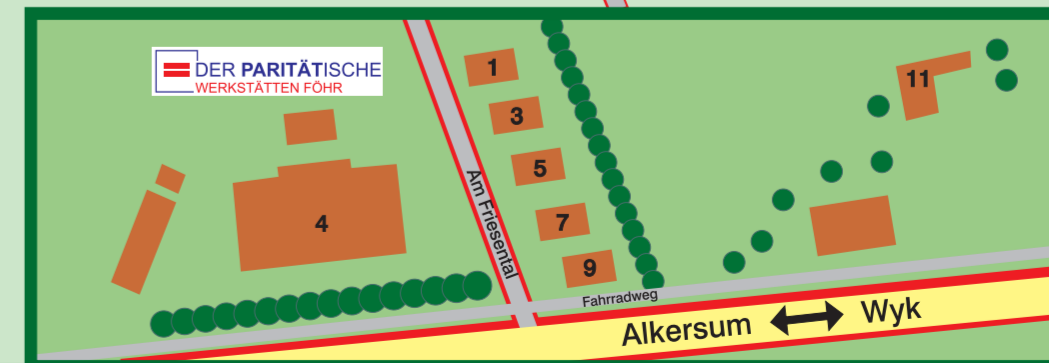 DER PARITÄTISCHE
WERKSTÄTTEN FÖHR
1
3
5
7
9
4
11
Am Friesental
Fahrradweg
Alkersum
Wyk